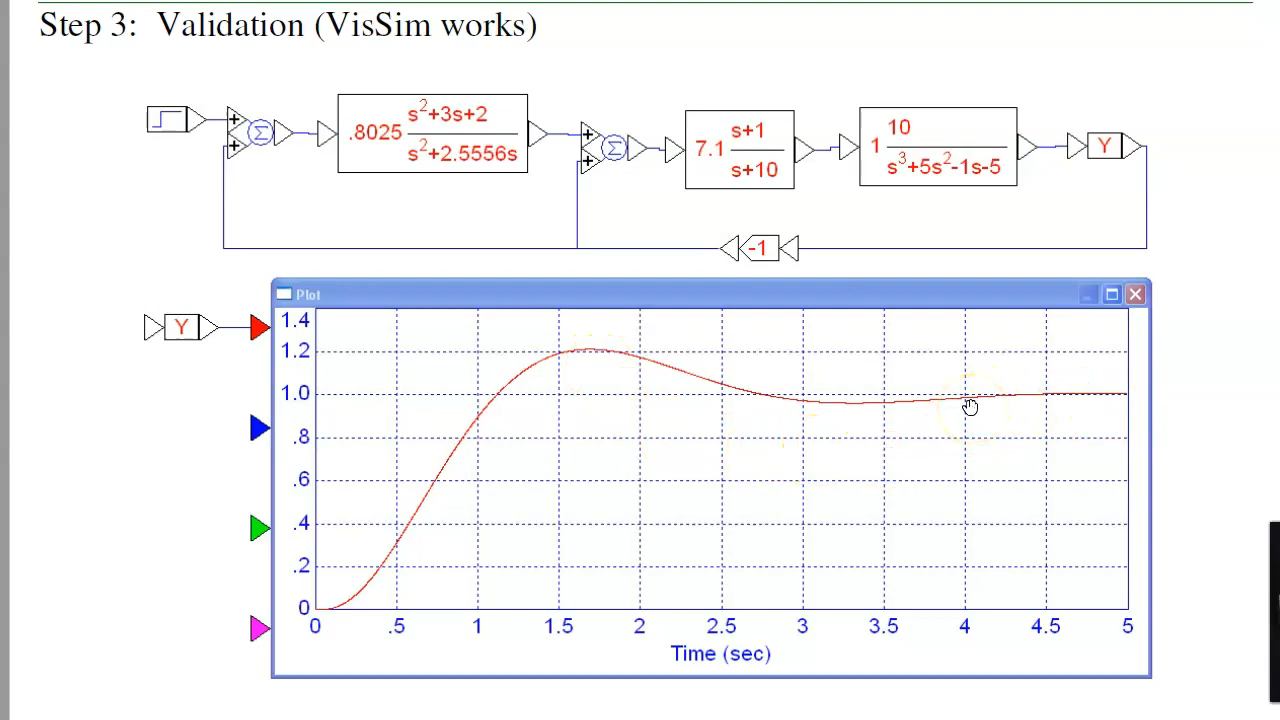 Step 3: Validation (VisSim works)
+
+
Σ
.8025 s²+3s+2
s²+2.5556s
+
+
Σ
7.1 s+1
s+10
1 10
s³+5s²-1s-5
Y
-1
Plot
Y
1.4
1.2
1.0
.8
.6
.4
.2
0
0 .5 1 1.5 2 2.5 3 3.5 4 4.5 5
Time (sec)